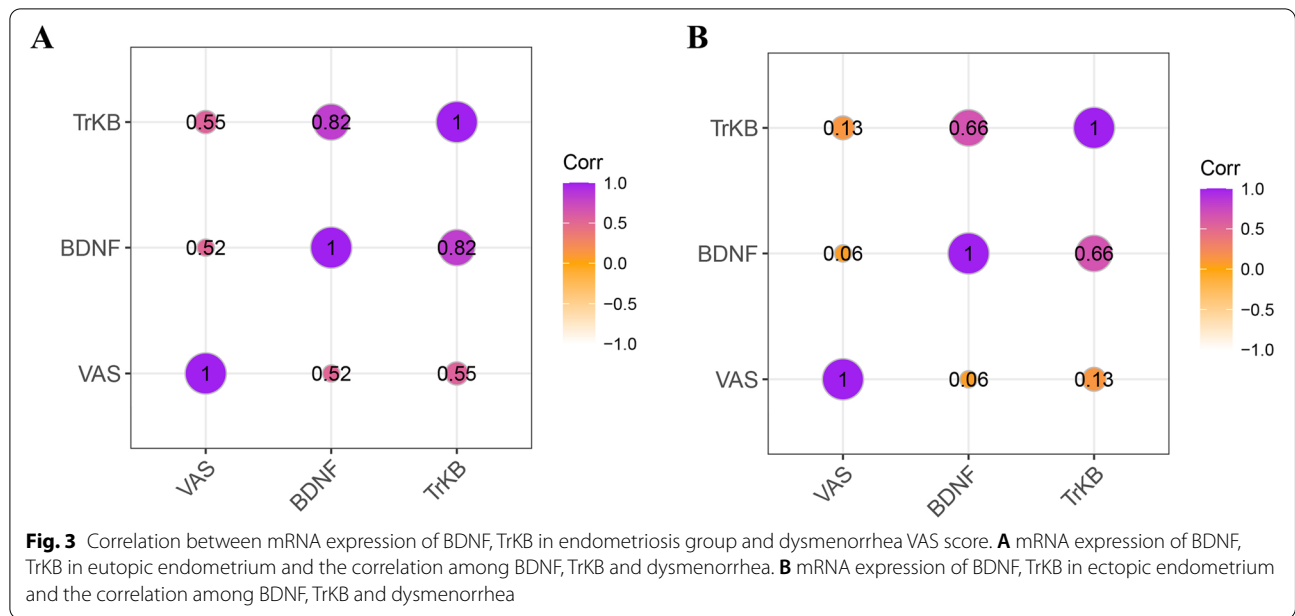 A
TrKB
0.55 0.82 1
BDNF
0.52 1 0.82
VAS
1 0.52 0.55
VAS BDNF TrKB
Corr
1.0
0.5
0.0
−0.5
−1.0
B
TrKB
0.13 0.66 1
BDNF
0.06 1 0.66
VAS
1 0.06 0.13
VAS BDNF TrKB
Corr
1.0
0.5
0.0
−0.5
−1.0
Fig. 3 Correlation between mRNA expression of BDNF, TrKB in endometriosis group and dysmenorrhea VAS score. A mRNA expression of BDNF,
TrKB in eutopic endometrium and the correlation among BDNF, TrKB and dysmenorrhea. B mRNA expression of BDNF, TrKB in ectopic endometrium
and the correlation among BDNF, TrKB and dysmenorrhea